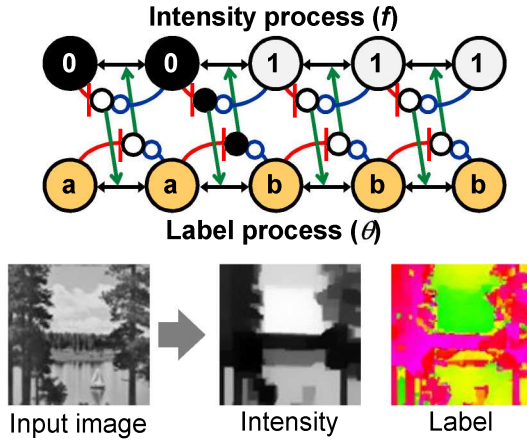 Intensity process (f)
0 0 1 1 1
a a b b b
Label process (θ)
Input image
Intensity
Label